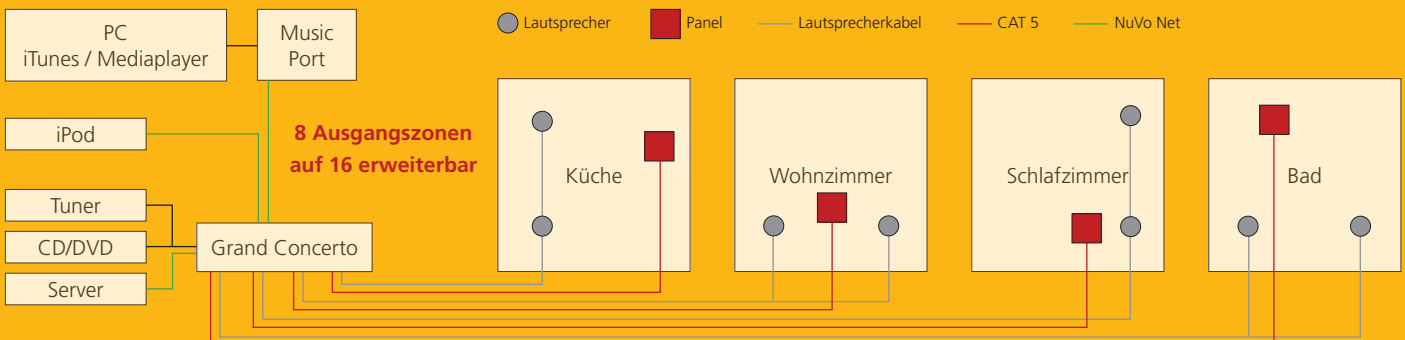 PC
iTunes / Mediaplayer
Music
Port
Lautsprecher
Panel
Lautsprecherkabel
CAT 5
NuVo Net
iPod
8 Ausgangszonen
auf 16 erweiterbar
Küche
Wohnzimmer
Schlafzimmer
Bad
Tuner
CD/DVD
Server
Grand Concerto